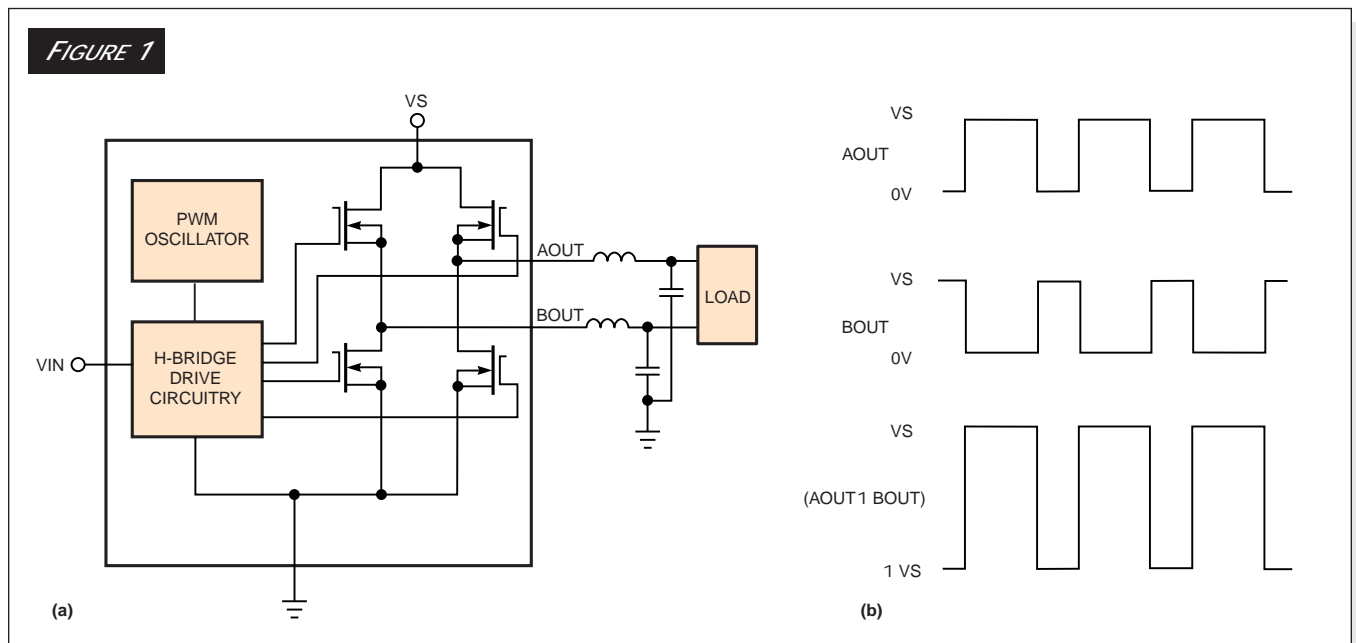 FIGURE 1
VS
PWM
OSCILLATOR
AOUT
LOAD
BOUT
VIN
H-BRIDGE
DRIVE
CIRCUITRY
(a)
VS
AOUT
0V
VS
BOUT
0V
VS
(AOUT1 BOUT)
1 VS
(b)